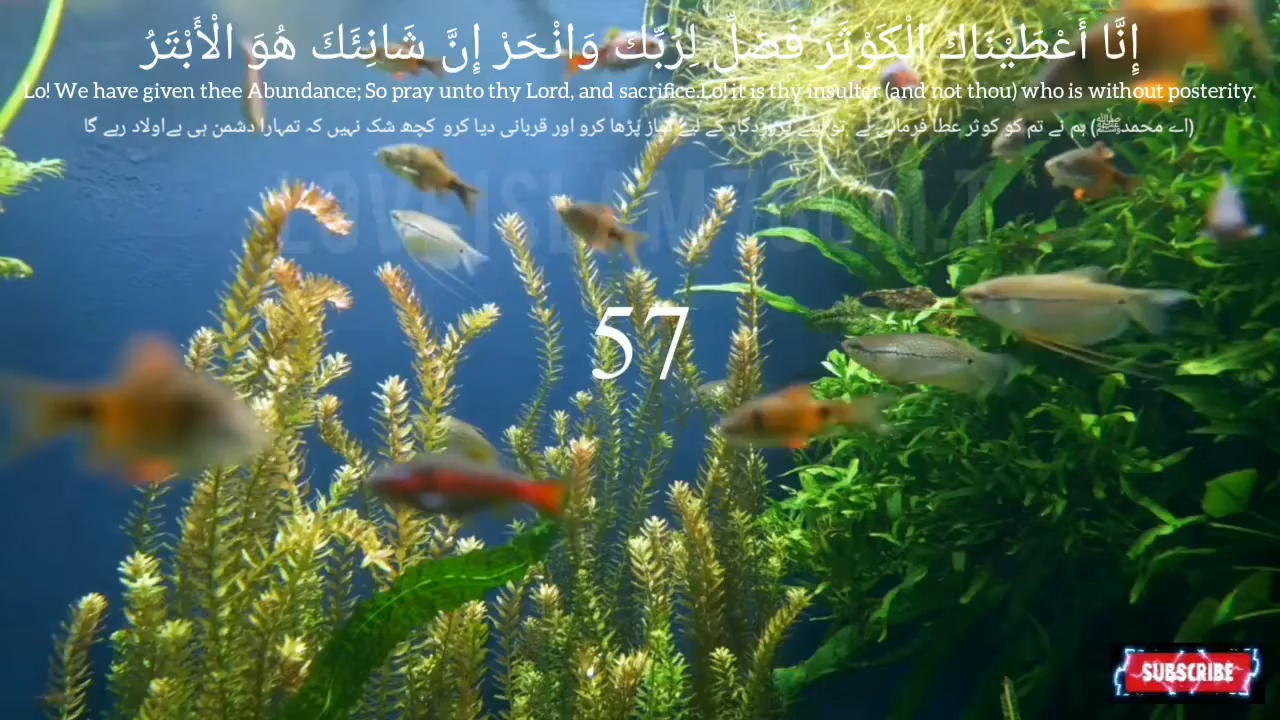 إِنَّا أَعْطَيْنَاكَ الْكَوْثَرَ فَصَلِّ لِرَبِّكَ وَانْحَرْ إِنَّ شَانِئَكَ هُوَ الْأَبْتَرُ
Lo! We have given thee Abundance; So pray unto thy Lord, and sacrifice.Lo! it is thy insulter (and not thou) who is without posterity.
(اے محمدﷺ) ہم نے تم کو کوثر عطا فرمائی ہے تو اپنے پروردگار کے لیے نماز پڑھا کرو اور قربانی دیا کرو کچھ شک نہیں کہ تمہارا دشمن ہی بےاولاد رہے گا
57
SUBSCRIBE